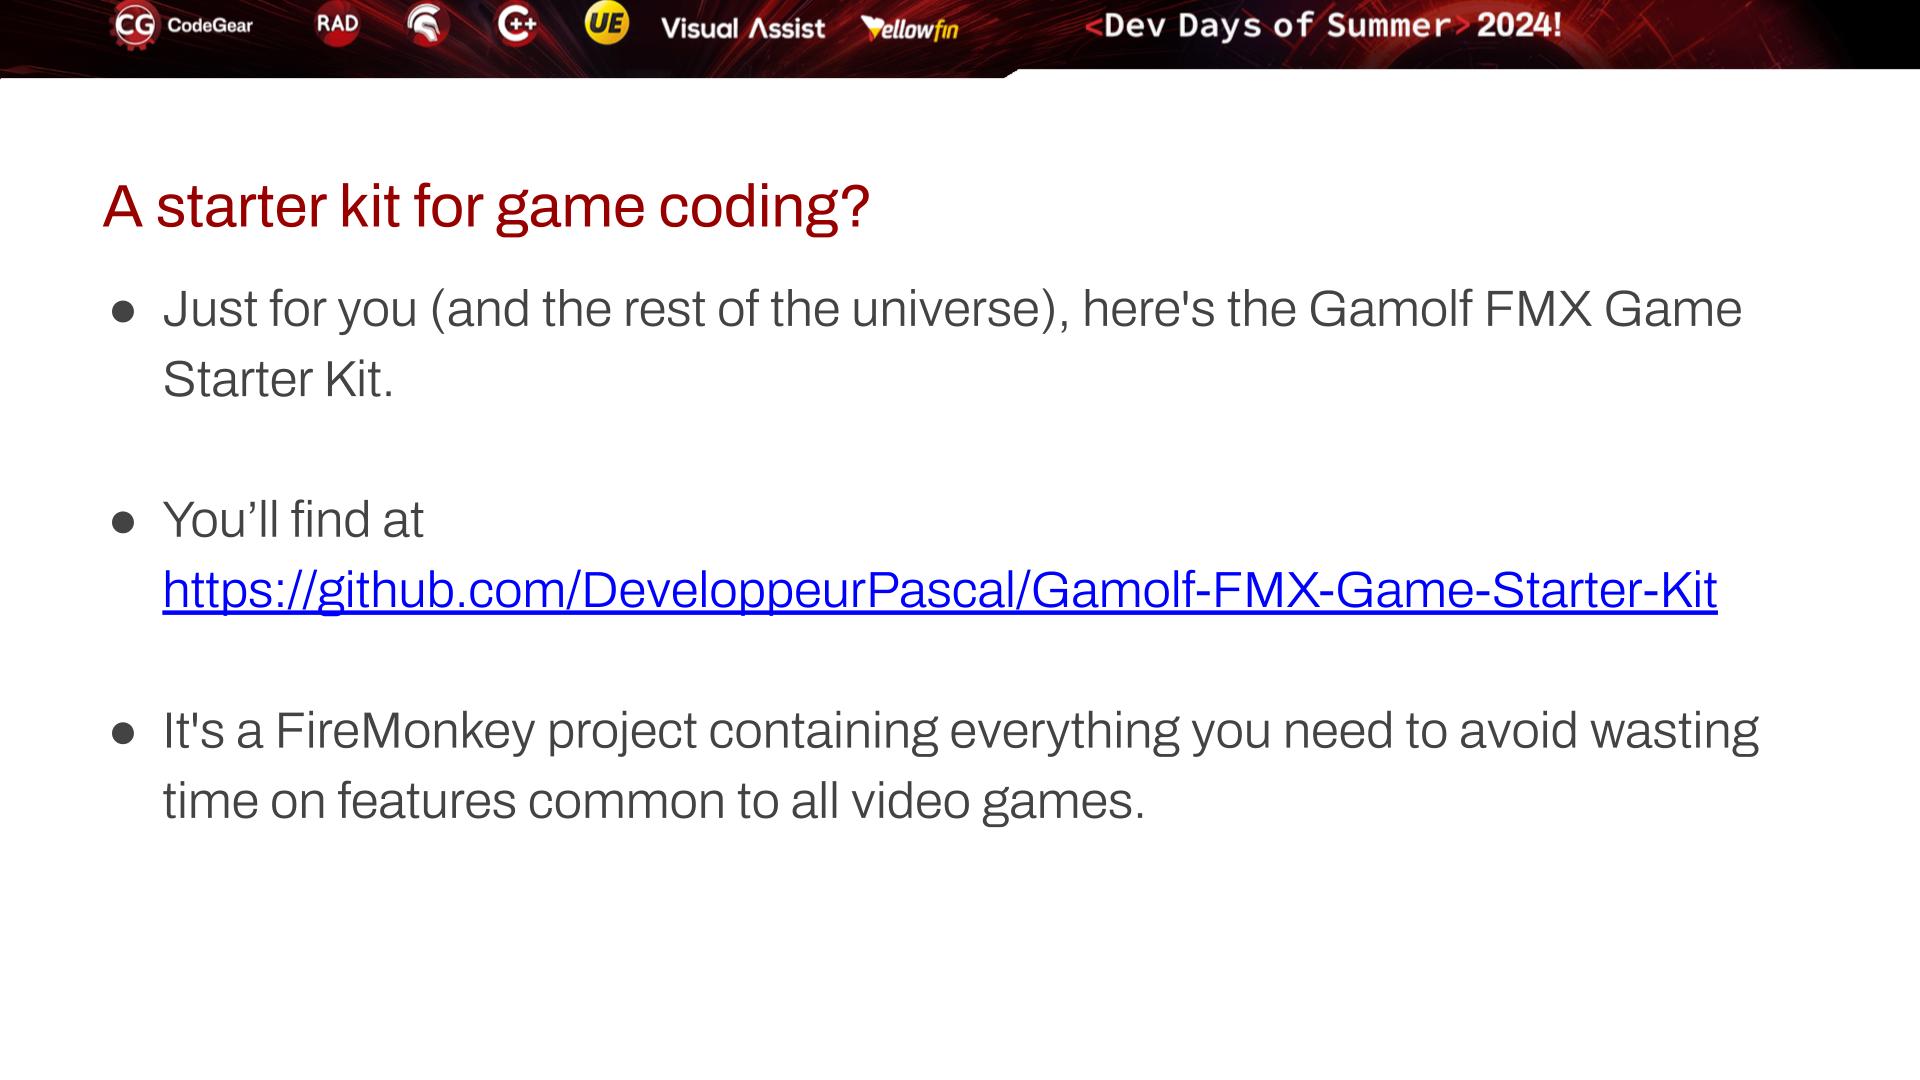 CG CodeGear RAD C++ UE Visual Assist Yellowfin <Dev Days of Summer> 2024!
A starter kit for game coding?
● Just for you (and the rest of the universe), here's the Gamolf FMX Game
Starter Kit.
● You’ll find at
https://github.com/DeveloppeurPascal/Gamolf-FMX-Game-Starter-Kit
● It's a FireMonkey project containing everything you need to avoid wasting
time on features common to all video games.